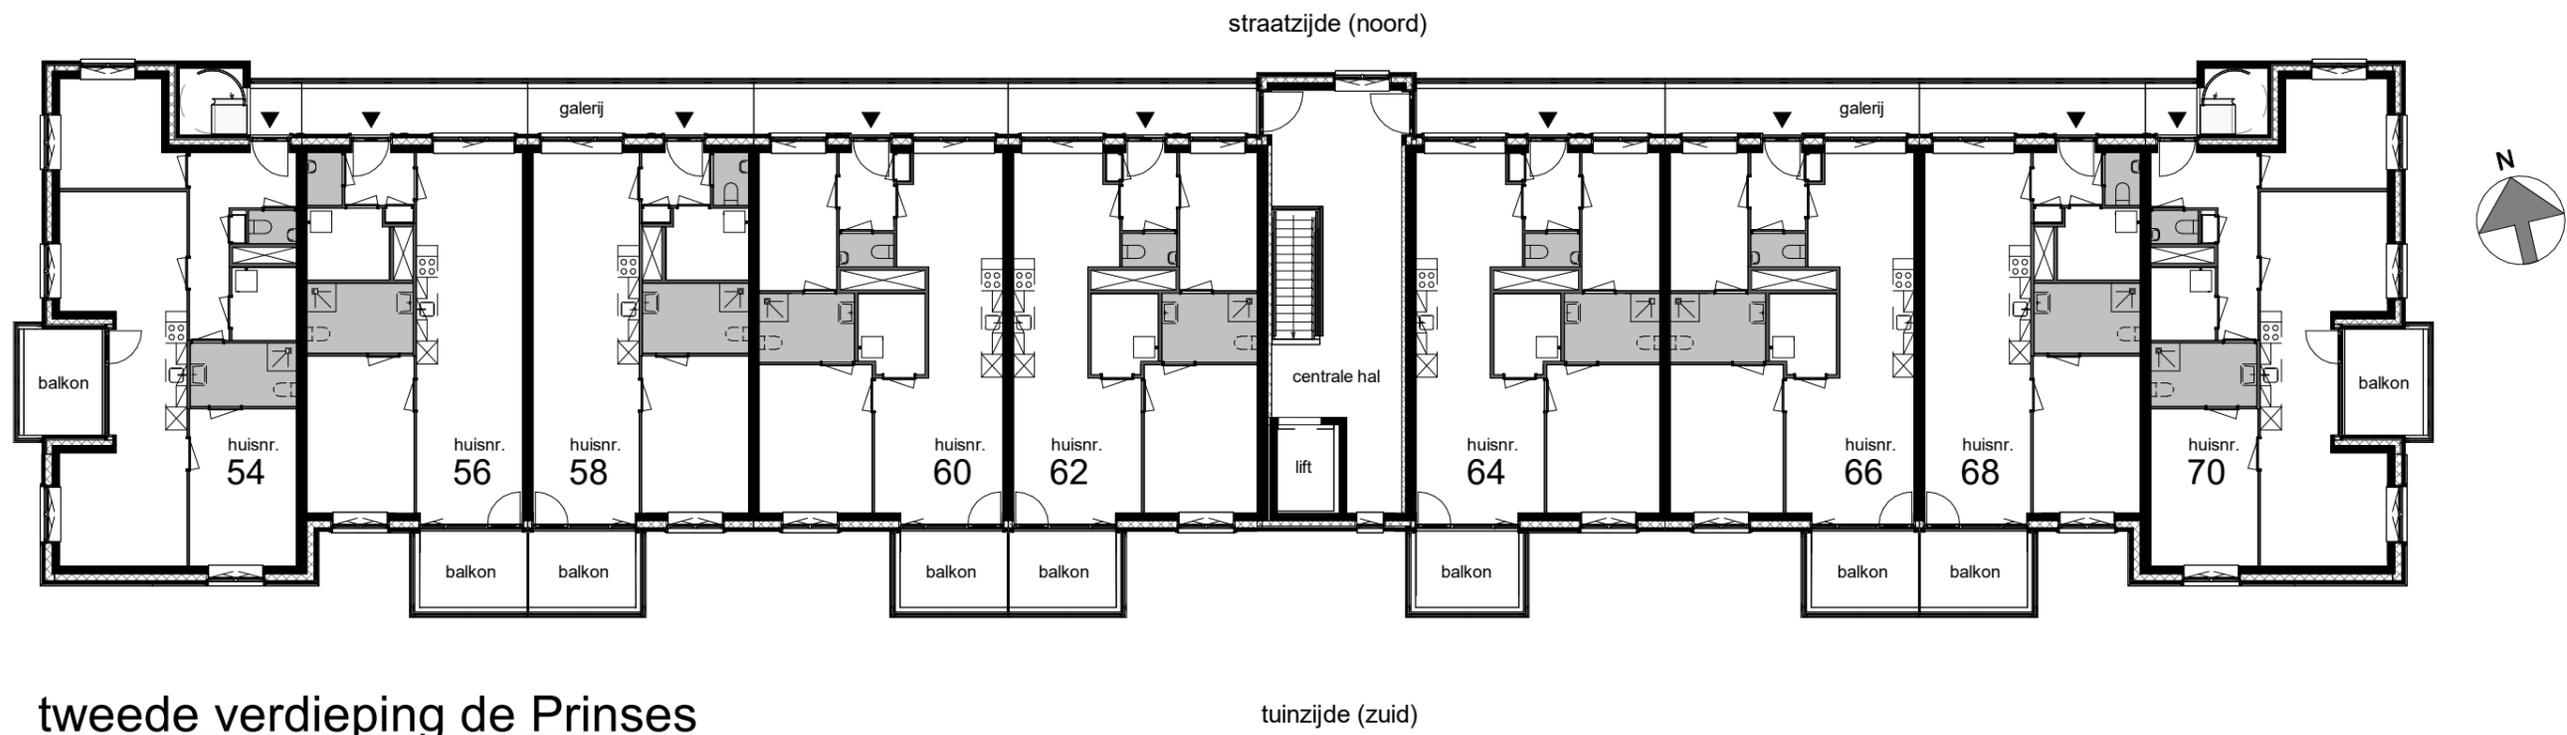 straatzijde (noord)
galerij
galerij
N
balkon
centrale hal
balkon
huisnr.
54
huisnr.
56
huisnr.
58
huisnr.
60
huisnr.
62
lift
huisnr.
64
huisnr.
66
huisnr.
68
huisnr.
70
balkon
balkon
balkon
balkon
balkon
balkon
balkon
tweede verdieping de Prinses
tuinzijde (zuid)